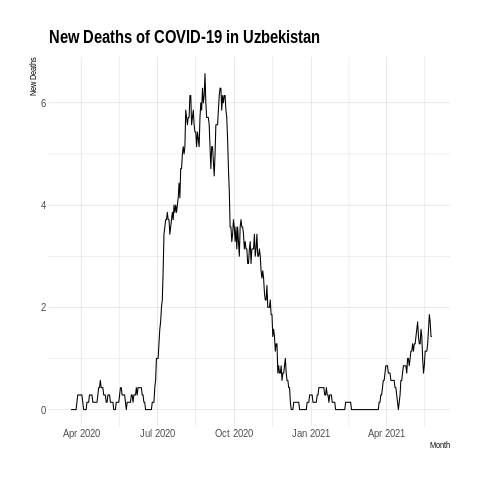 New Deaths of COVID-19 in Uzbekistan
New Deaths
6
4
2
0
Apr 2020 Jul 2020 Oct 2020 Jan 2021 Apr 2021
Month